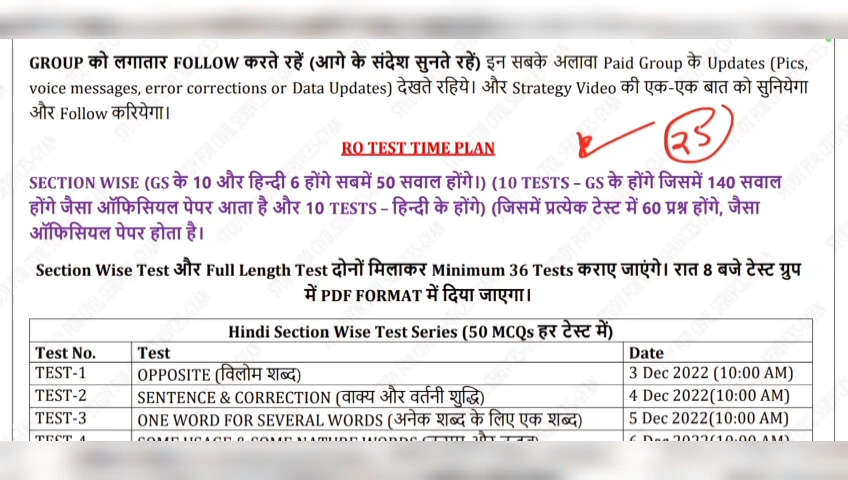 GROUP को लगातार FOLLOW करते रहें (आगे के संदेश सुनते रहें) इन सबके अलावा Paid Group के Updates (Pics,
voice messages, error corrections or Data Updates) देखते रहिये। और Strategy Video की एक-एक बात को सुनियेगा
और Follow करियेगा।
25
RO TEST TIME PLAN
SECTION WISE (GS के 10 और हिन्दी 6 होंगे सबमें 50 सवाल होंगे।) (10 TESTS – GS के होंगे जिसमें 140 सवाल
होंगे जैसा ऑफिसियल पेपर आता है और 10 TESTS – हिन्दी के होंगे) (जिसमें प्रत्येक टेस्ट में 60 प्रश्न होंगे, जैसा
ऑफिसियल पेपर होता है।
Section Wise Test और Full Length Test दोनों मिलाकर Minimum 36 Tests कराए जाएंगे। रात 8 बजे टेस्ट ग्रुप
में PDF FORMAT में दिया जाएगा।
Hindi Section Wise Test Series (50 MCQs हर टेस्ट में)
Test No. Test Date
TEST-1 OPPOSITE (विलोम शब्द) 3 Dec 2022 (10:00 AM)
TEST-2 SENTENCE & CORRECTION (वाक्य और वर्तनी शुद्धि) 4 Dec 2022(10:00 AM)
TEST-3 ONE WORD FOR SEVERAL WORDS (अनेक शब्द के लिए एक शब्द) 5 Dec 2022(10:00 AM)